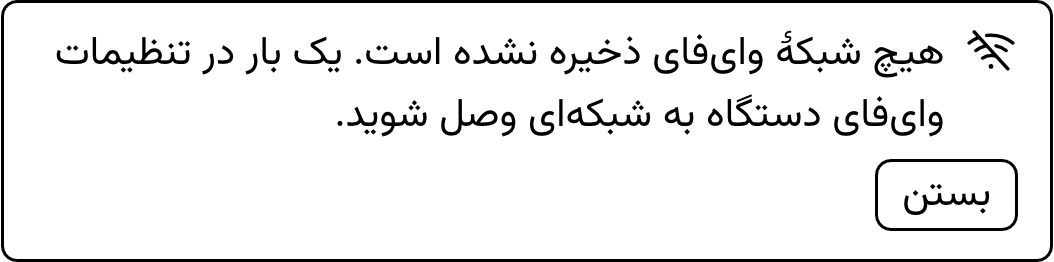 هیچ شبکهٔ وای‌فای ذخیره نشده است. یک بار در تنظیمات
وای‌فای دستگاه به شبکه‌ای وصل شوید.
بستن